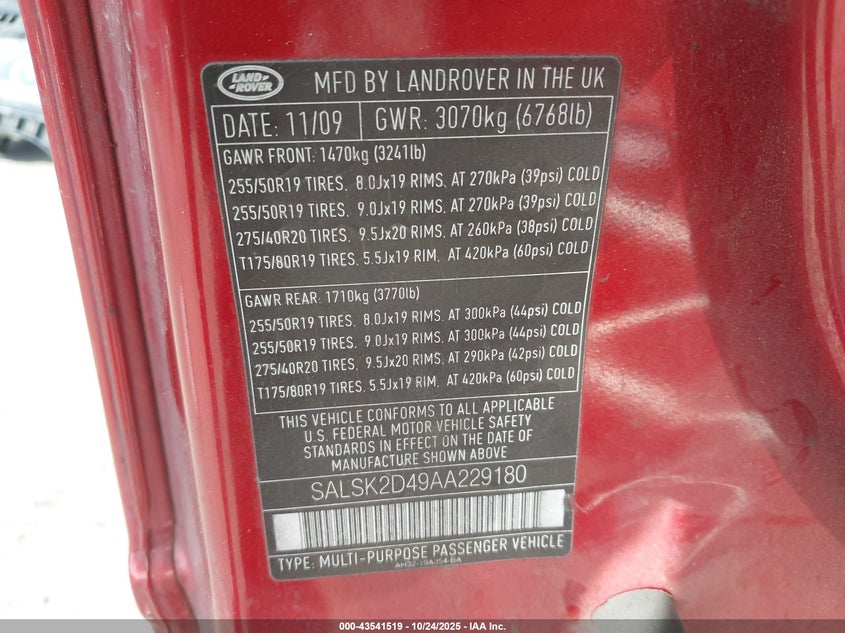 LAND ROVER
MFD BY LANDROVER IN THE UK
DATE: 11/09 GWR: 3070kg (6768lb)
GAWR FRONT: 1470kg (3241lb)
255/50R19 TIRES. 8.0Jx19 RIMS. AT 270kPa (39psi) COLD
255/50R19 TIRES. 9.0Jx19 RIMS. AT 270kPa (39psi) COLD
275/40R20 TIRES. 9.5Jx20 RIMS. AT 260kPa (38psi) COLD
T175/80R19 TIRES. 5.5Jx19 RIM. AT 420kPa (60psi) COLD
GAWR REAR: 1710kg (3770lb)
255/50R19 TIRES. 8.0Jx19 RIMS. AT 300kPa (44psi) COLD
255/50R19 TIRES. 9.0Jx19 RIMS. AT 300kPa (44psi) COLD
275/40R20 TIRES. 9.5Jx20 RIMS. AT 290kPa (42psi) COLD
T175/80R19 TIRES. 5.5Jx19 RIM. AT 420kPa (60psi) COLD
THIS VEHICLE CONFORMS TO ALL APPLICABLE
U.S. FEDERAL MOTOR VEHICLE SAFETY
STANDARDS IN EFFECT ON THE DATE OF
MANUFACTURE SHOWN ABOVE
SALSK2D49AA229180
TYPE: MULTI-PURPOSE PASSENGER VEHICLE
AH32-19A354-BA
000-43541519 | 10/24/2025 | IAA Inc.